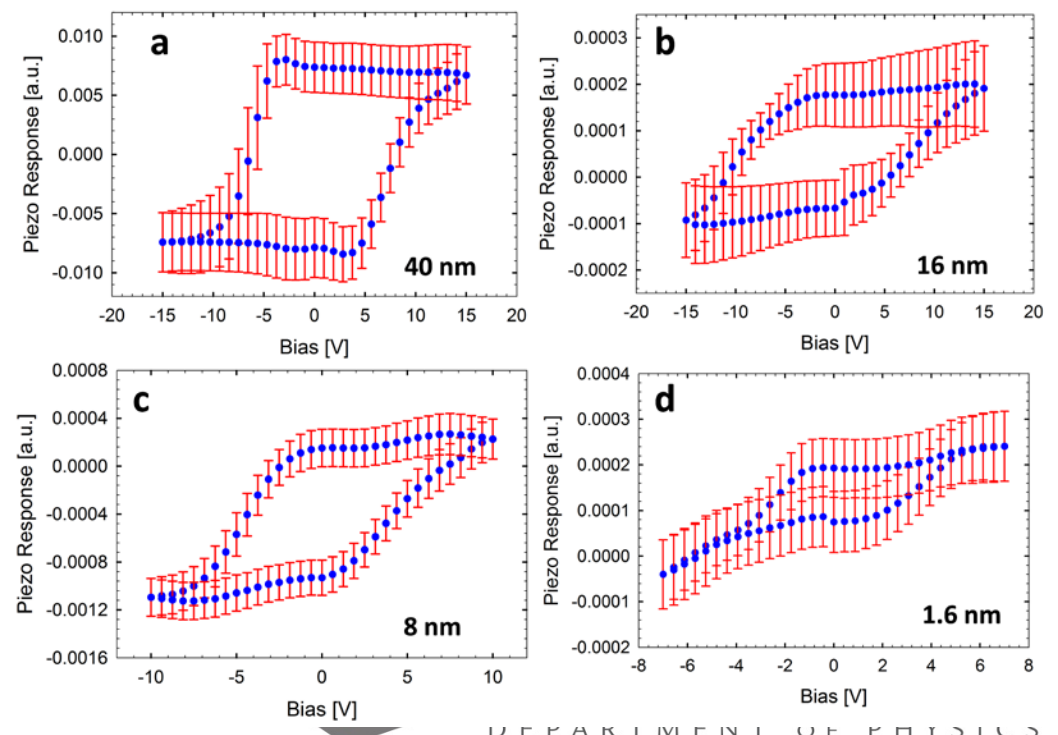 a
0.010
0.005
0.000
-0.005
-0.010
Piezo Response [a.u.]
40 nm
-20 -15 -10 -5 0 5 10 15 20
Bias [V]
b
0.0003
0.0002
0.0001
0.0000
-0.0001
-0.0002
Piezo Response [a.u.]
16 nm
-20 -15 -10 -5 0 5 10 15 20
Bias [V]
c
0.0008
0.0004
0.0000
-0.0004
-0.0008
-0.0012
-0.0016
Piezo Response [a.u.]
8 nm
-10 -5 0 5 10
Bias [V]
d
0.0004
0.0003
0.0002
0.0001
0.0000
-0.0001
-0.0002
Piezo Response [a.u.]
1.6 nm
-8 -6 -4 -2 0 2 4 6 8
Bias [V]
DEPARTMENT OF PHYSICS